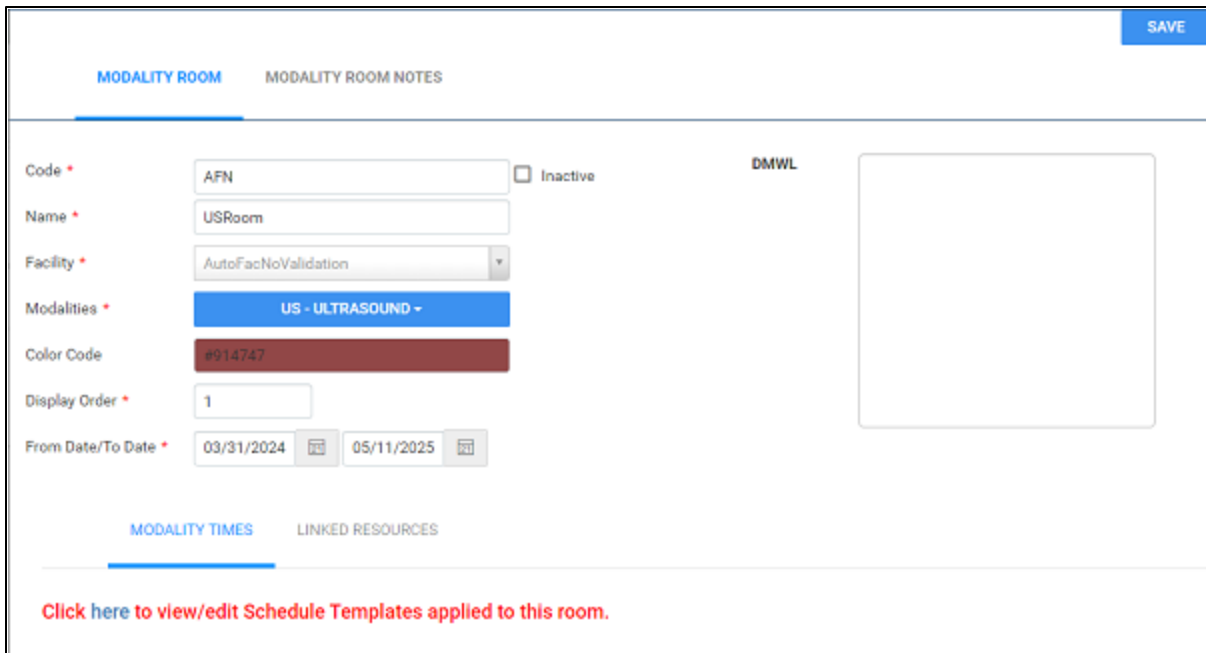 SAVE
MODALITY ROOM MODALITY ROOM NOTES
Code * AFN Inactive DMWL
Name * USRoom
Facility * AutoFacNoValidation
Modalities * US - ULTRASOUND
Color Code #914747
Display Order * 1
From Date/To Date * 03/31/2024 05/11/2025
MODALITY TIMES LINKED RESOURCES
Click here to view/edit Schedule Templates applied to this room.